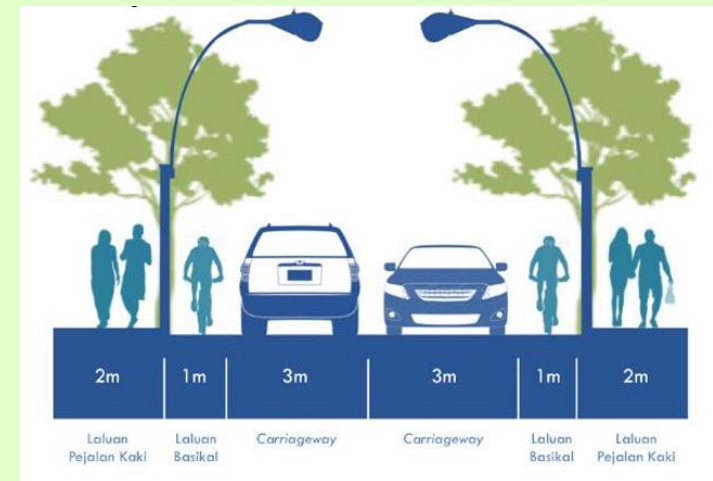 2m 1m 3m 3m 1m 2m
Laluan Pejalan Kaki
Laluan Basikal
Carriageway
Carriageway
Laluan Basikal
Laluan Pejalan Kaki